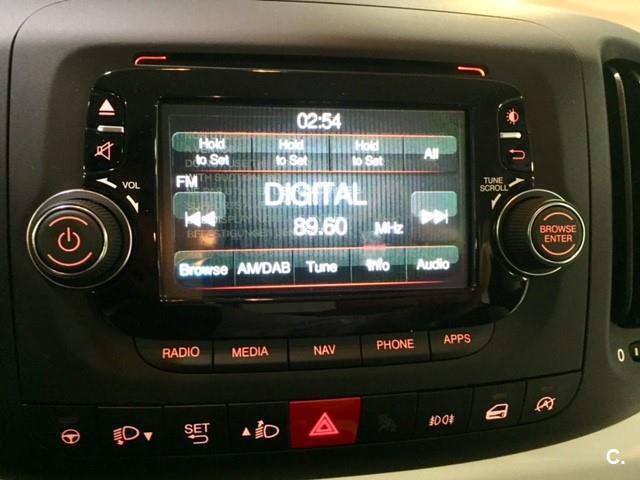 02:54
Hold to Set
Hold to Set
Hold to Set
All
FM
DIGITAL
89.60 MHz
Browse AM/DAB Tune Info Audio
VOL
TUNE
SCROLL
BROWSE
ENTER
RADIO MEDIA NAV PHONE APPS
SET
0
C.